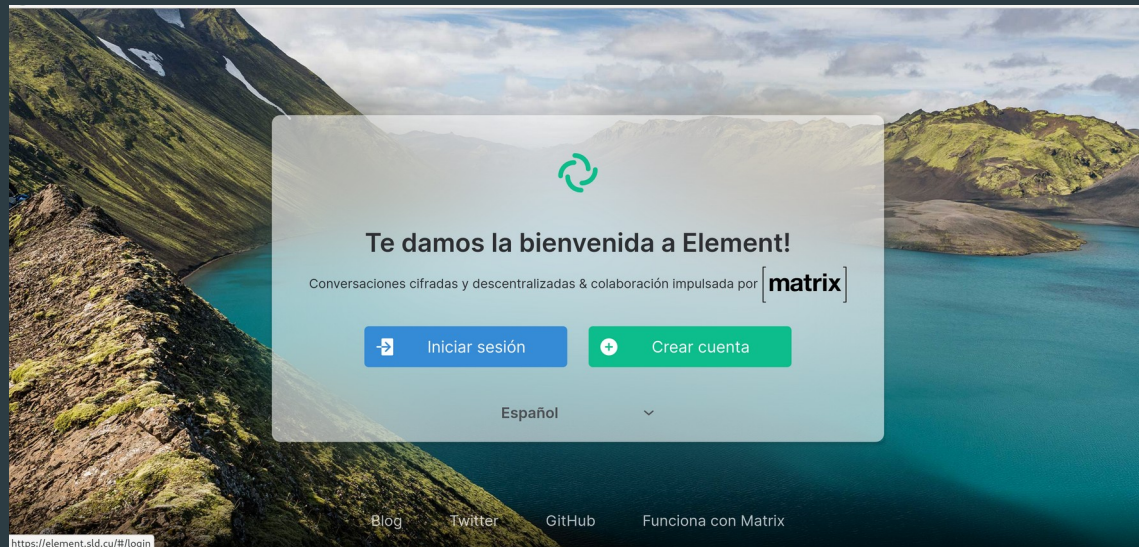 Te damos la bienvenida a Element!
Conversaciones cifradas y descentralizadas & colaboración impulsada por [matrix]
Iniciar sesión Crear cuenta
Español
Blog Twitter GitHub Funciona con Matrix
https://element.sld.cu/#/login